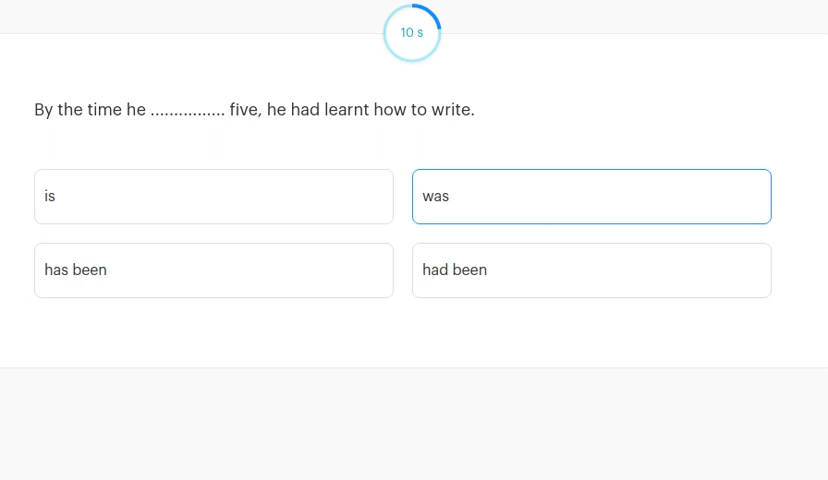 10 s
By the time he ................ five, he had learnt how to write.
is
was
has been
had been